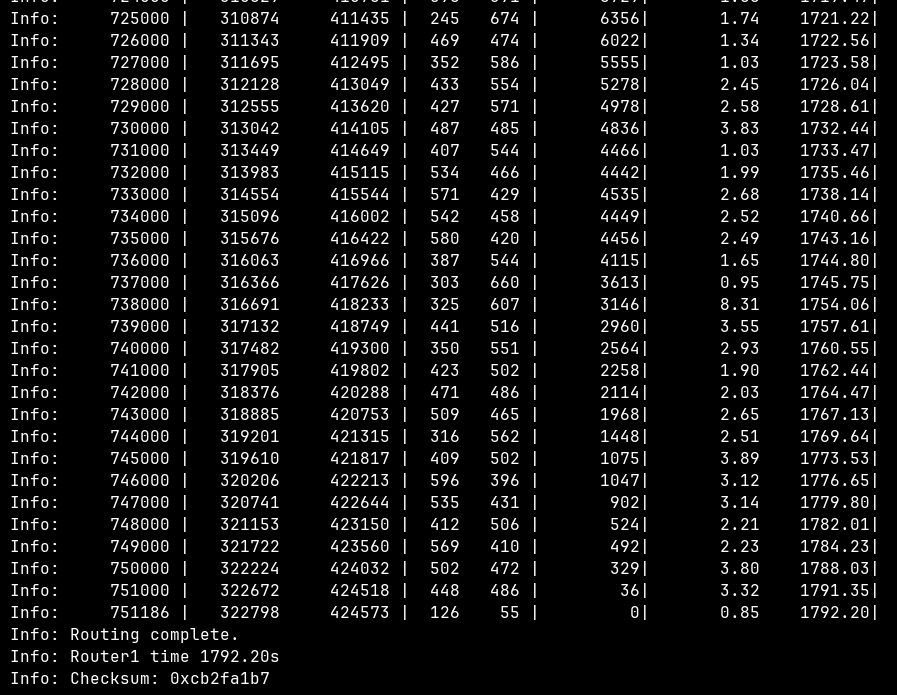 Info:     725000 |   310874     411435 |  245   674 |      6356|       1.74    1721.22|
Info:     726000 |   311343     411909 |  469   474 |      6022|       1.34    1722.56|
Info:     727000 |   311695     412495 |  352   586 |      5555|       1.03    1723.58|
Info:     728000 |   312128     413049 |  433   554 |      5278|       2.45    1726.04|
Info:     729000 |   312555     413620 |  427   571 |      4978|       2.58    1728.61|
Info:     730000 |   313042     414105 |  487   485 |      4836|       3.83    1732.44|
Info:     731000 |   313449     414649 |  407   544 |      4466|       1.03    1733.47|
Info:     732000 |   313983     415115 |  534   466 |      4442|       1.99    1735.46|
Info:     733000 |   314554     415544 |  571   429 |      4535|       2.68    1738.14|
Info:     734000 |   315096     416002 |  542   458 |      4449|       2.52    1740.66|
Info:     735000 |   315676     416422 |  580   420 |      4456|       2.49    1743.16|
Info:     736000 |   316063     416966 |  387   544 |      4115|       1.65    1744.80|
Info:     737000 |   316366     417626 |  303   660 |      3613|       0.95    1745.75|
Info:     738000 |   316691     418233 |  325   607 |      3146|       8.31    1754.06|
Info:     739000 |   317132     418749 |  441   516 |      2960|       3.55    1757.61|
Info:     740000 |   317482     419300 |  350   551 |      2564|       2.93    1760.55|
Info:     741000 |   317905     419802 |  423   502 |      2258|       1.90    1762.44|
Info:     742000 |   318376     420288 |  471   486 |      2114|       2.03    1764.47|
Info:     743000 |   318885     420753 |  509   465 |      1968|       2.65    1767.13|
Info:     744000 |   319201     421315 |  316   562 |      1448|       2.51    1769.64|
Info:     745000 |   319610     421817 |  409   502 |      1075|       3.89    1773.53|
Info:     746000 |   320206     422213 |  596   396 |      1047|       3.12    1776.65|
Info:     747000 |   320741     422644 |  535   431 |       902|       3.14    1779.80|
Info:     748000 |   321153     423150 |  412   506 |       524|       2.21    1782.01|
Info:     749000 |   321722     423560 |  569   410 |       492|       2.23    1784.23|
Info:     750000 |   322224     424032 |  502   472 |       329|       3.80    1788.03|
Info:     751000 |   322672     424518 |  448   486 |        36|       3.32    1791.35|
Info:     751186 |   322798     424573 |  126    55 |         0|       0.85    1792.20|
Info: Routing complete.
Info: Router1 time 1792.20s
Info: Checksum: 0xcb2fa1b7